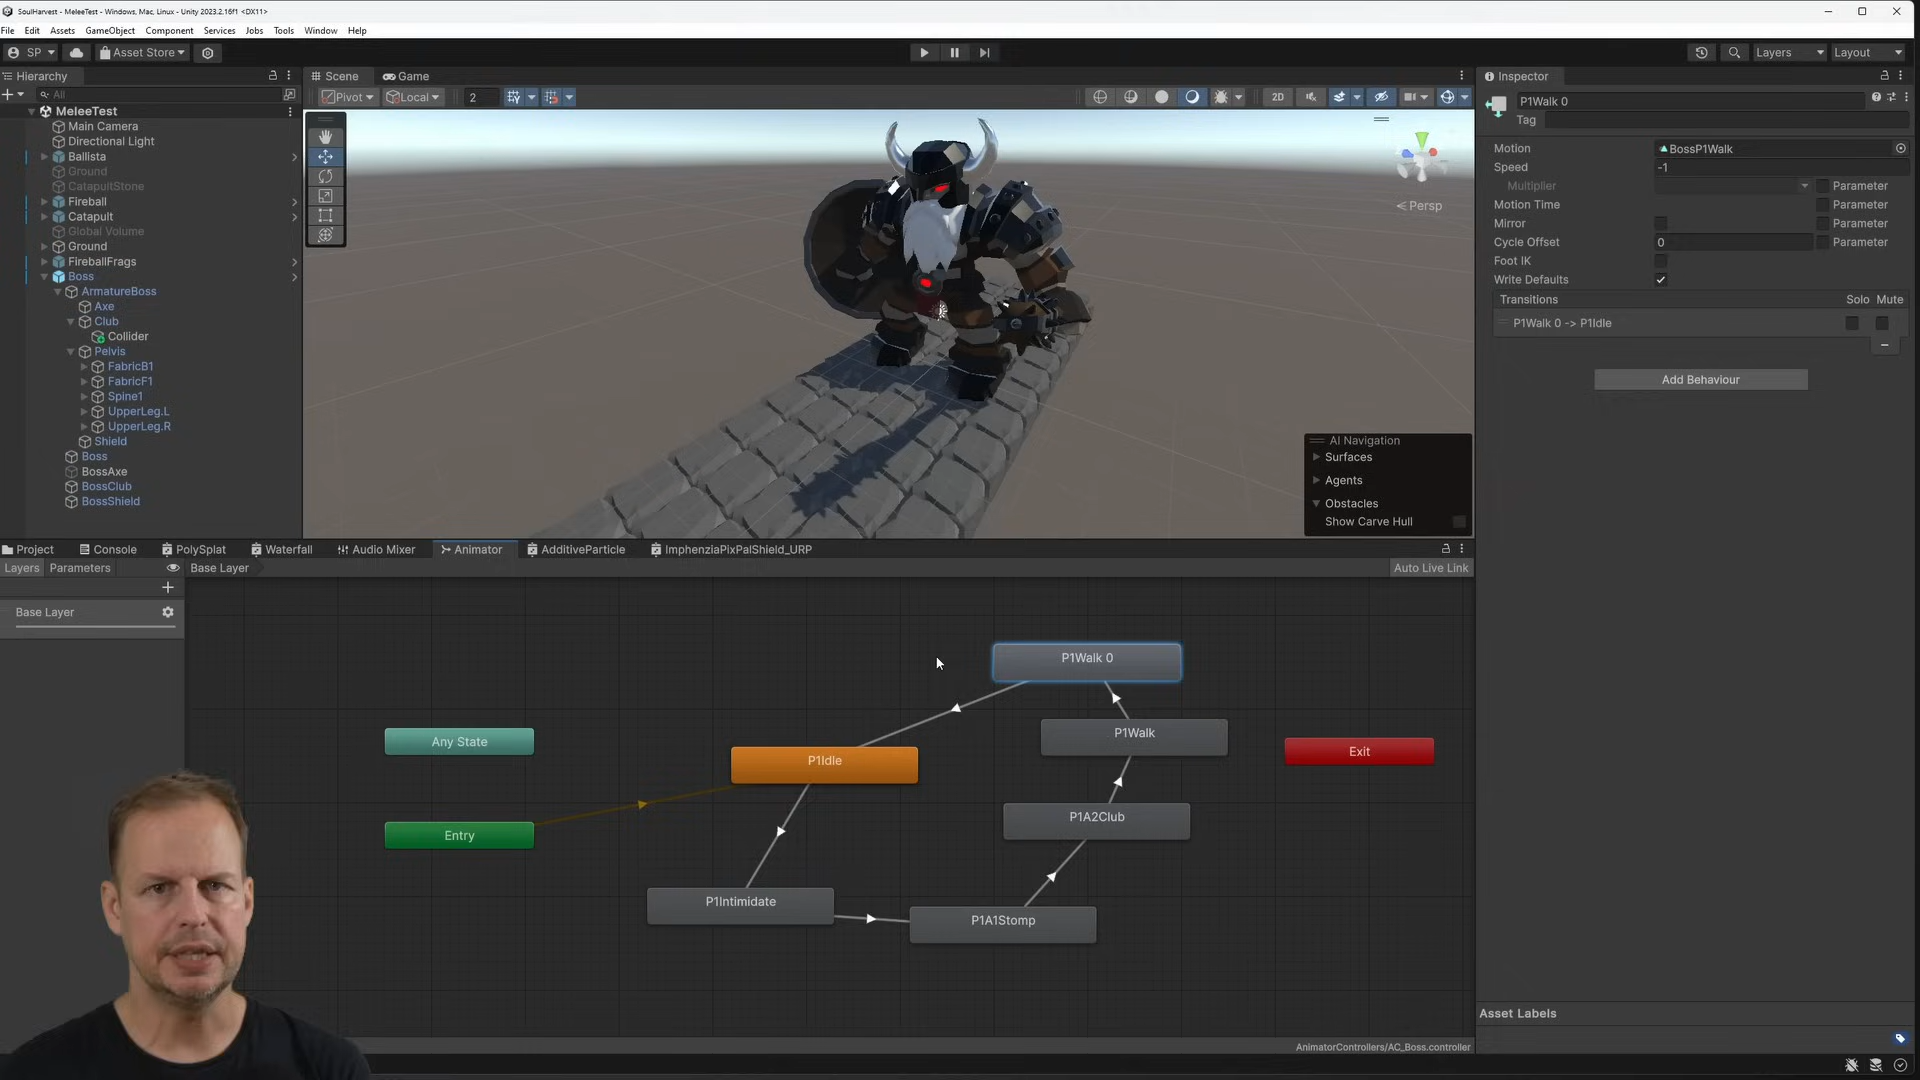 SoulHarvest - MeleeTest - Windows, Mac, Linux - Unity 2023.2.16f1 <DX11>
File Edit Assets GameObject Component Services Jobs Tools Window Help
SP Asset Store Layers Layout
Hierarchy
All
MeleeTest
Main Camera
Directional Light
Ballista
Ground
CatapultStone
Fireball
Catapult
Global Volume
Ground
FireballFrags
Boss
ArmatureBoss
Axe
Club
Collider
Pelvis
FabricB1
FabricF1
Spine1
UpperLeg.L
UpperLeg.R
Shield
Boss
BossAxe
BossClub
BossShield
Scene Game
Pivot Local 2 2D
< Persp
AI Navigation
Surfaces
Agents
Obstacles
Show Carve Hull
Inspector
P1Walk 0
Tag
Motion BossP1Walk
Speed -1
Multiplier Parameter
Motion Time Parameter
Mirror Parameter
Cycle Offset 0 Parameter
Foot IK
Write Defaults
Transitions Solo Mute
P1Walk 0 -> P1Idle
Add Behaviour
Asset Labels
Project Console PolySplat Waterfall Audio Mixer Animator AdditiveParticle ImphenziaPixPalShield_URP
Layers Parameters Base Layer Auto Live Link
Base Layer
P1Walk 0
P1Walk
Any State
Exit
P1Idle
P1A2Club
Entry
P1Intimidate
P1A1Stomp
AnimatorControllers/AC_Boss.controller